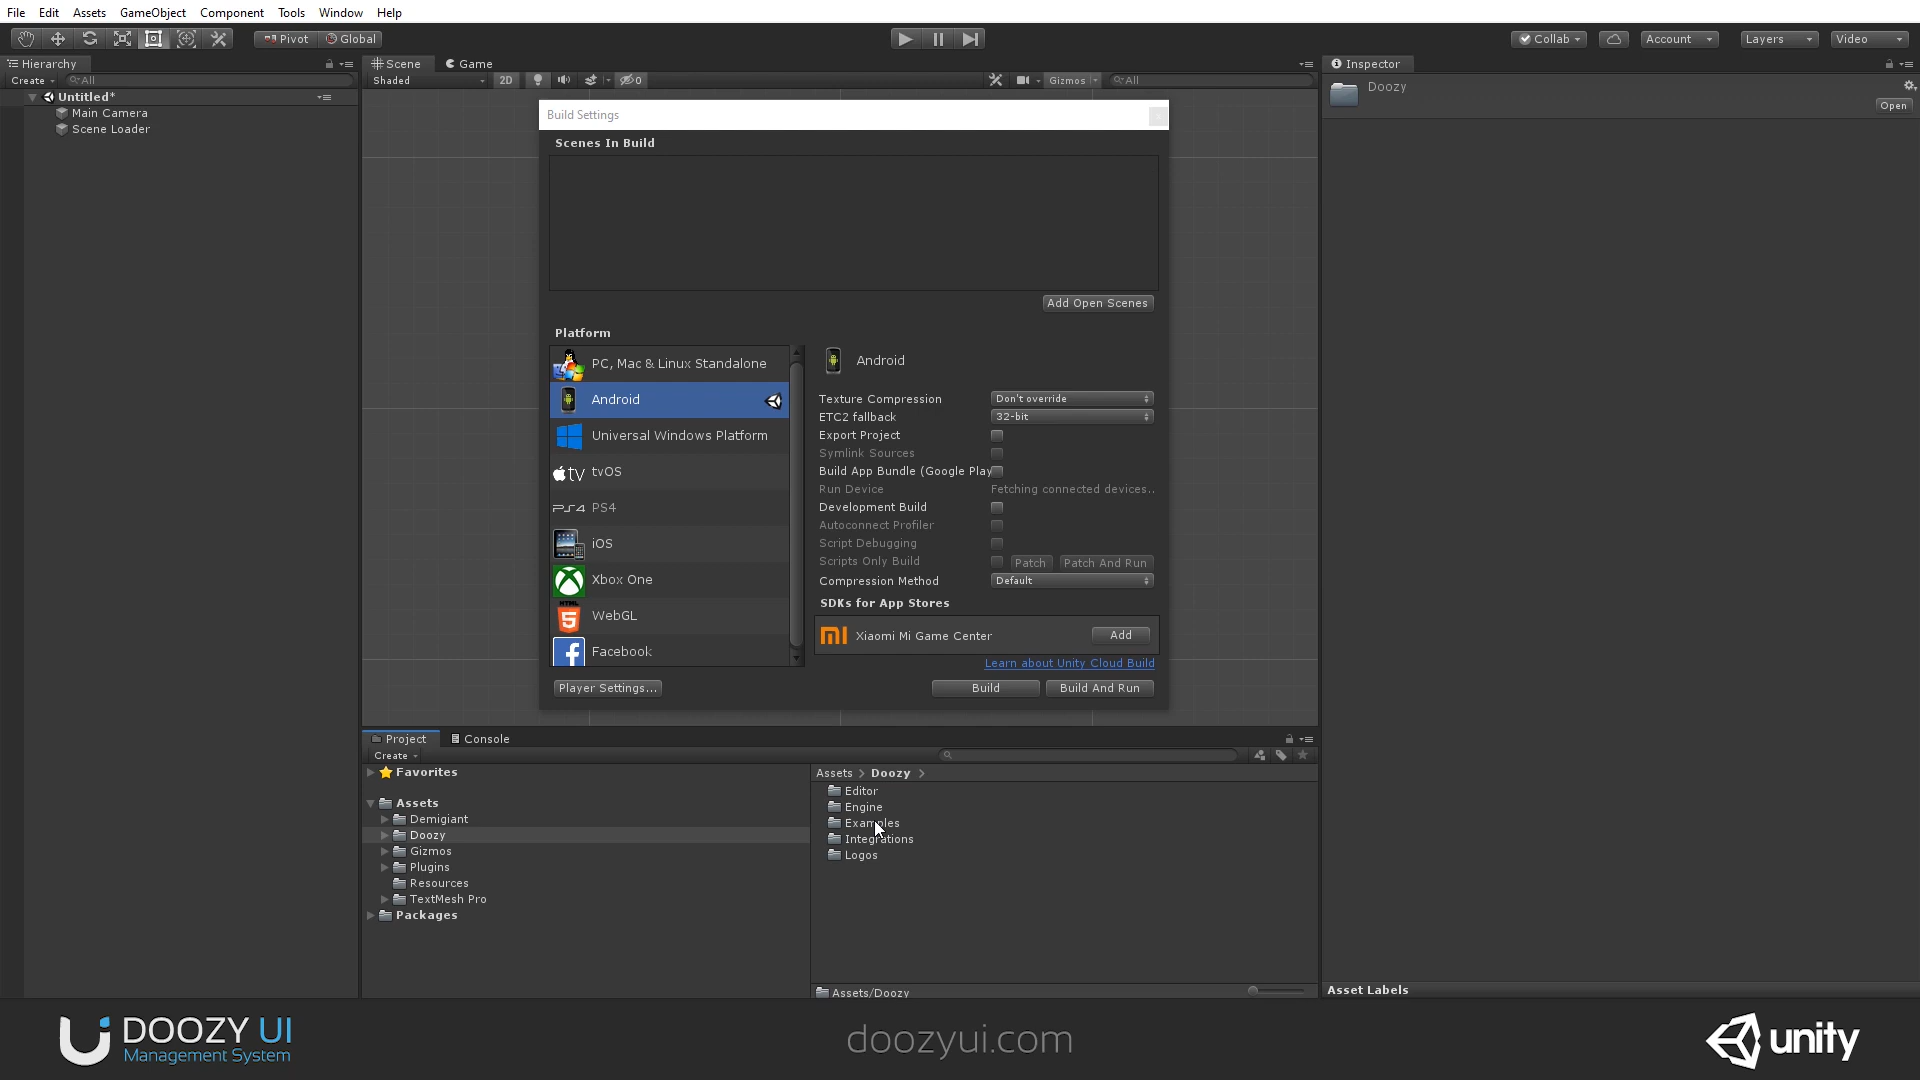 File Edit Assets GameObject Component Tools Window Help
Pivot Global Collab Account Layers Video
Hierarchy
Create All
Untitled*
Main Camera
Scene Loader
Scene Game
Shaded 2D 0 Gizmos All
Build Settings
Scenes In Build
Add Open Scenes
Platform
PC, Mac & Linux Standalone
Android
Universal Windows Platform
tv tvOS
PS4 PS4
iOS
Xbox One
HTML 5 WebGL
Facebook
Android
Texture Compression Don't override
ETC2 fallback 32-bit
Export Project
Symlink Sources
Build App Bundle (Google Play
Run Device Fetching connected devices..
Development Build
Autoconnect Profiler
Script Debugging
Scripts Only Build Patch Patch And Run
Compression Method Default
SDKs for App Stores
Xiaomi Mi Game Center Add
Learn about Unity Cloud Build
Player Settings... Build Build And Run
Inspector
Doozy
Open
Project Console
Create
Favorites
Assets
Demigiant
Doozy
Gizmos
Plugins
Resources
TextMesh Pro
Packages
Assets > Doozy >
Editor
Engine
Examples
Integrations
Logos
Assets/Doozy
Asset Labels
DOOZY UI
Management System
doozyui.com
unity